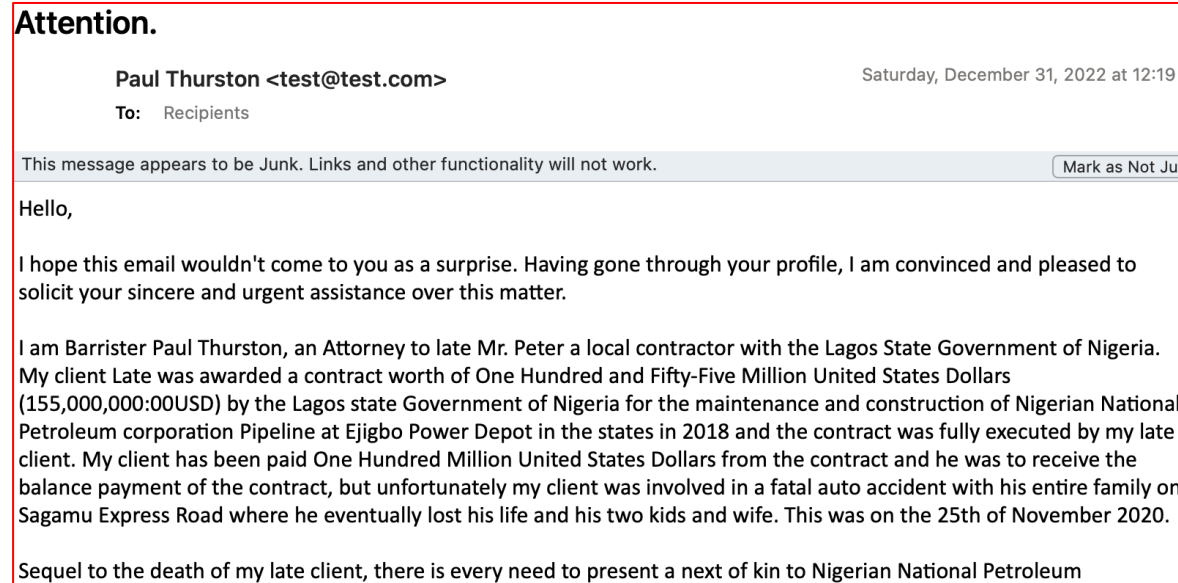 Attention.
Paul Thurston <test@test.com>
Saturday, December 31, 2022 at 12:19
To: Recipients
This message appears to be Junk. Links and other functionality will not work.
Mark as Not Ju
Hello,
I hope this email wouldn't come to you as a surprise. Having gone through your profile, I am convinced and pleased to
solicit your sincere and urgent assistance over this matter.
I am Barrister Paul Thurston, an Attorney to late Mr. Peter a local contractor with the Lagos State Government of Nigeria.
My client Late was awarded a contract worth of One Hundred and Fifty-Five Million United States Dollars
(155,000,000:00USD) by the Lagos state Government of Nigeria for the maintenance and construction of Nigerian National
Petroleum corporation Pipeline at Ejigbo Power Depot in the states in 2018 and the contract was fully executed by my late
client. My client has been paid One Hundred Million United States Dollars from the contract and he was to receive the
balance payment of the contract, but unfortunately my client was involved in a fatal auto accident with his entire family on
Sagamu Express Road where he eventually lost his life and his two kids and wife. This was on the 25th of November 2020.
Sequel to the death of my late client, there is every need to present a next of kin to Nigerian National Petroleum